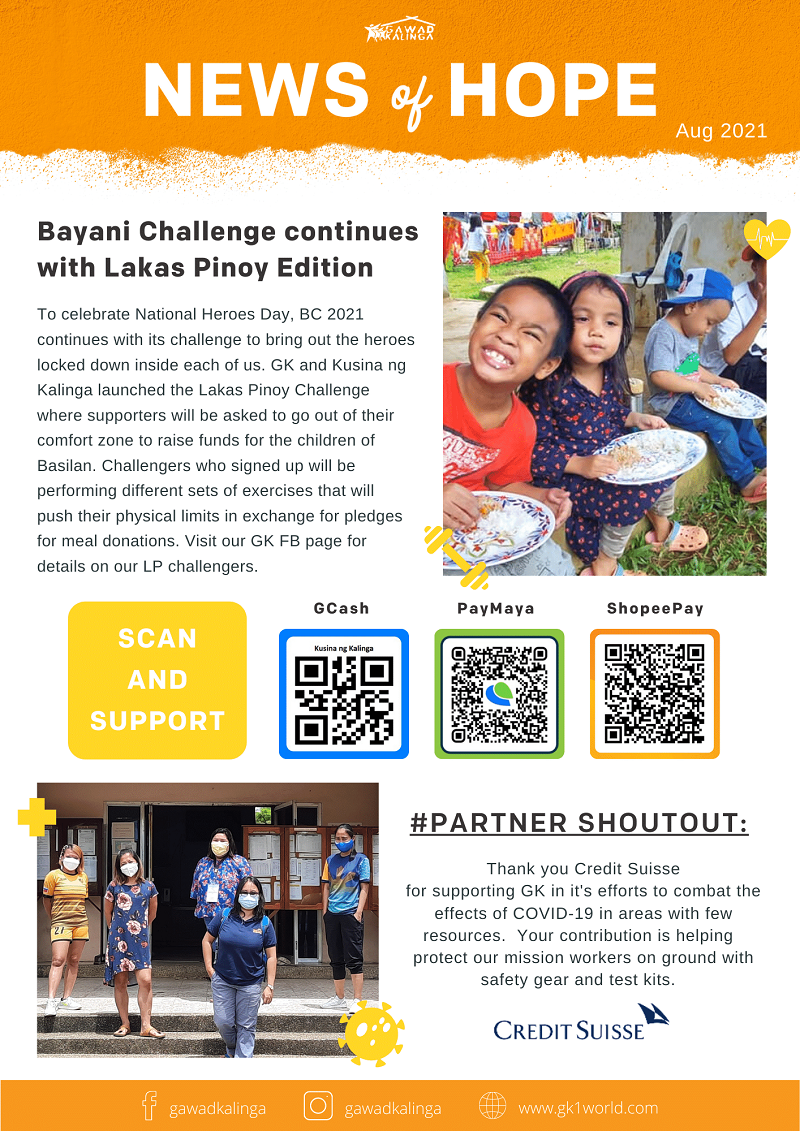 GAWAD
KALINGA
NEWS of HOPE
Aug 2021
Bayani Challenge continues
with Lakas Pinoy Edition
To celebrate National Heroes Day, BC 2021
continues with its challenge to bring out the heroes
locked down inside each of us. GK and Kusina ng
Kalinga launched the Lakas Pinoy Challenge
where supporters will be asked to go out of their
comfort zone to raise funds for the children of
Basilan. Challengers who signed up will be
performing different sets of exercises that will
push their physical limits in exchange for pledges
for meal donations. Visit our GK FB page for
details on our LP challengers.
SCAN
AND
SUPPORT
GCash
Kusina ng Kalinga
PayMaya
ShopeePay
21
#PARTNER SHOUTOUT:
Thank you Credit Suisse
for supporting GK in it's efforts to combat the
effects of COVID-19 in areas with few
resources.  Your contribution is helping
protect our mission workers on ground with
safety gear and test kits.
CREDIT SUISSE
gawadkalinga
gawadkalinga
www.gk1world.com